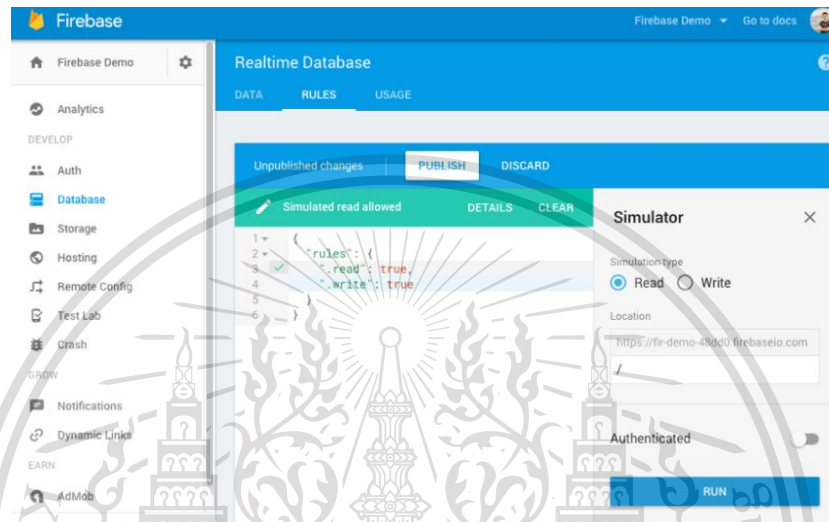 Firebase
Firebase Demo
Go to docs
Firebase Demo
Analytics
DEVELOP
Auth
Database
Storage
Hosting
Remote Config
Test Lab
Crash
GROW
Notifications
Dynamic Links
EARN
AdMob
Realtime Database
?
DATA RULES USAGE
Unpublished changes PUBLISH DISCARD
Simulated read allowed DETAILS CLEAR
1 {
2 "rules": {
3 ".read": true,
4 ".write": true
5 }
6 }
Simulator
Simulation type
Read Write
Location
https://fir-demo-48dd0.firebaseio.com
/
Authenticated
RUN